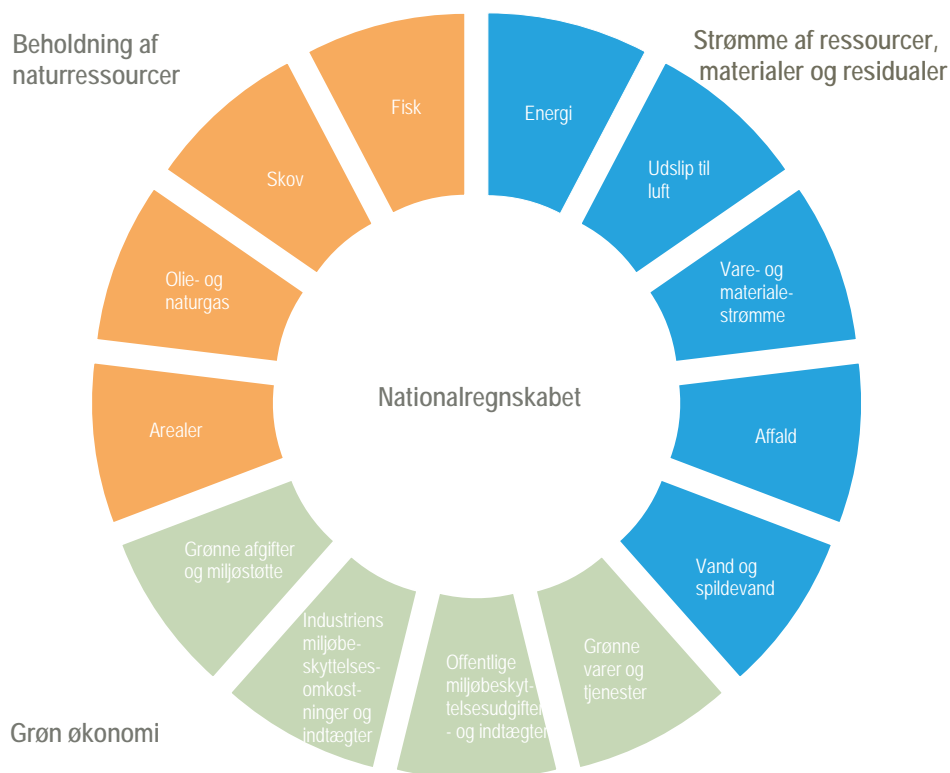 Beholdning af
naturressourcer
Strømme af ressourcer,
materialer og residualer
Fisk
Energi
Skov
Udslip til
luft
Olie- og
naturgas
Vare- og
materiale-
strømme
Nationalregnskabet
Arealer
Affald
Grønne afgifter
og miljøstøtte
Vand og
spildevand
Industriens
miljøbe-
skyttelses-
omkost-
ninger og
indtægter
Offentlige
miljøbeskyt-
telsesudgifter
- og indtægter
Grønne
varer og
tjenester
Grøn økonomi